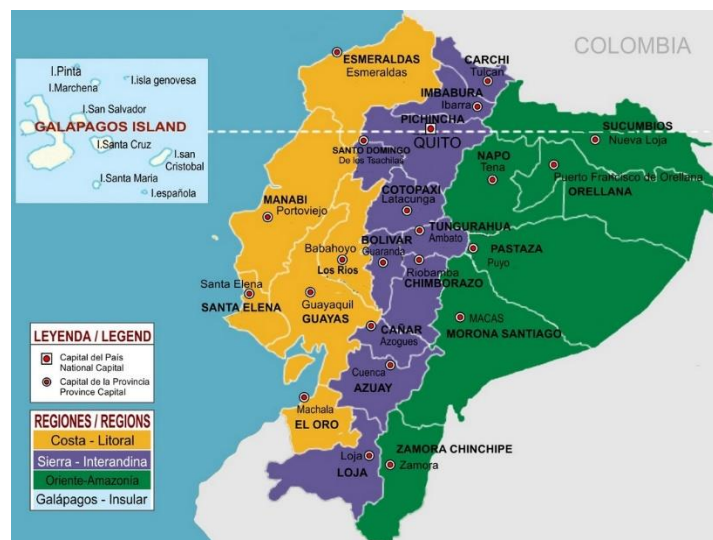 COLOMBIA
ESMERALDAS
Esmeraldas
CARCHI
Tulcan
IMBABURA
Ibarra
PICHINCHA
QUITO
SUCUMBIOS
Nueva Loja
I.Pinta
I.Marchena
I.isla genovesa
I.San Salvador
GALAPAGOS ISLAND
I.Santa Cruz
I.san
Cristobal
I.Santa Maria
I.española
SANTO DOMINGO
De los Tsachilas
NAPO
Tena
Puerto Francisco de Orellana
ORELLANA
MANABI
Portoviejo
COTOPAXI
Latacunga
TUNGURAHUA
Ambato
BOLIVAR
Guaranda
PASTAZA
Puyo
Babahoyo
Los Rios
Riobamba
CHIMBORAZO
Santa Elena
SANTA ELENA
Guayaquil
GUAYAS
MACAS
MORONA SANTIAGO
CAÑAR
Azogues
Cuenca
AZUAY
Machala
EL ORO
Loja
LOJA
ZAMORA CHINCHIPE
Zamora
LEYENDA / LEGEND
Capital del País
National Capital
Capital de la Provincia
Province Capital
REGIONES / REGIONS
Costa - Litoral
Sierra - Interandina
Oriente-Amazonía
Galápagos - Insular